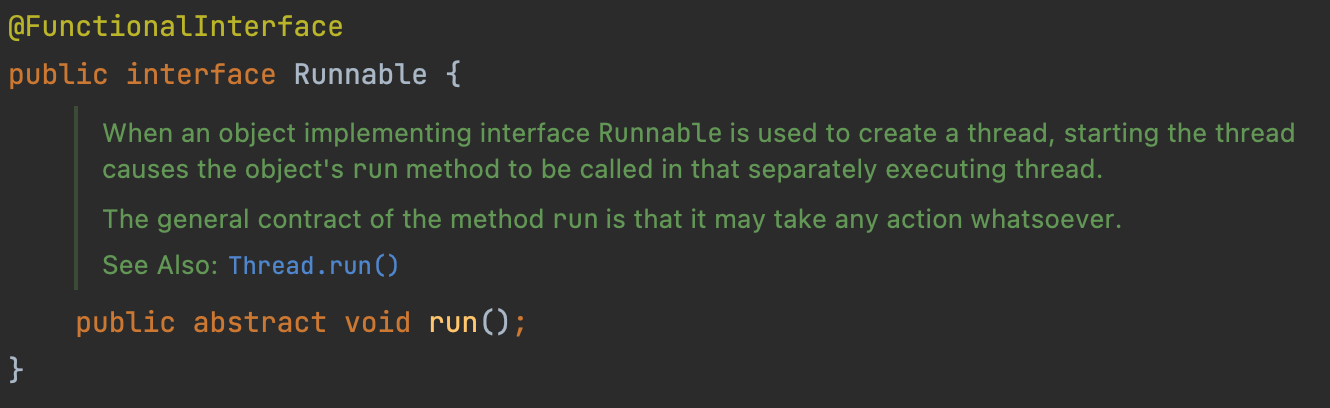 @FunctionalInterface
public interface Runnable {
When an object implementing interface Runnable is used to create a thread, starting the thread
causes the object's run method to be called in that separately executing thread.
The general contract of the method run is that it may take any action whatsoever.
See Also: Thread.run()
public abstract void run();
}